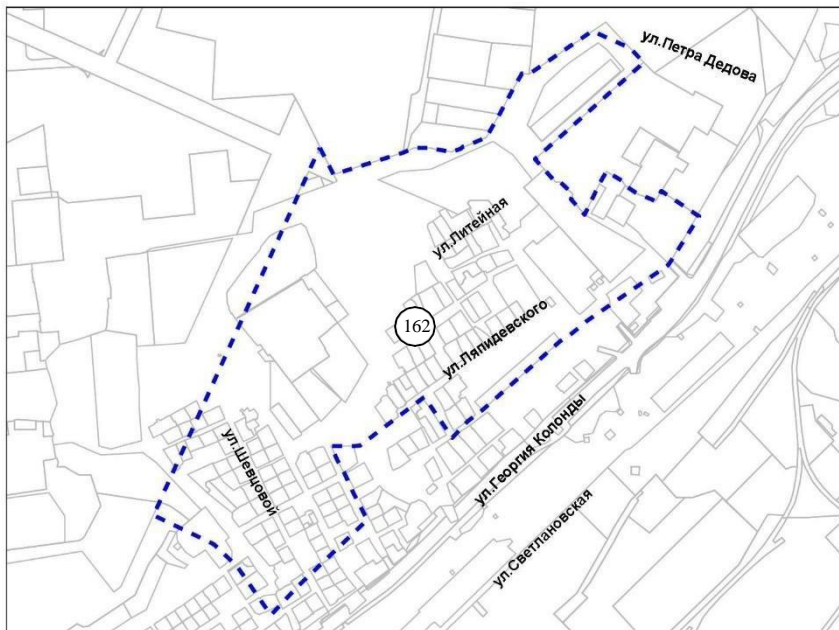 ул.Петра Дедова
ул.Литейная
162
ул.Ляпидевского
ул.Шевцовой
ул.Георгия Колонды
ул.Светлановская